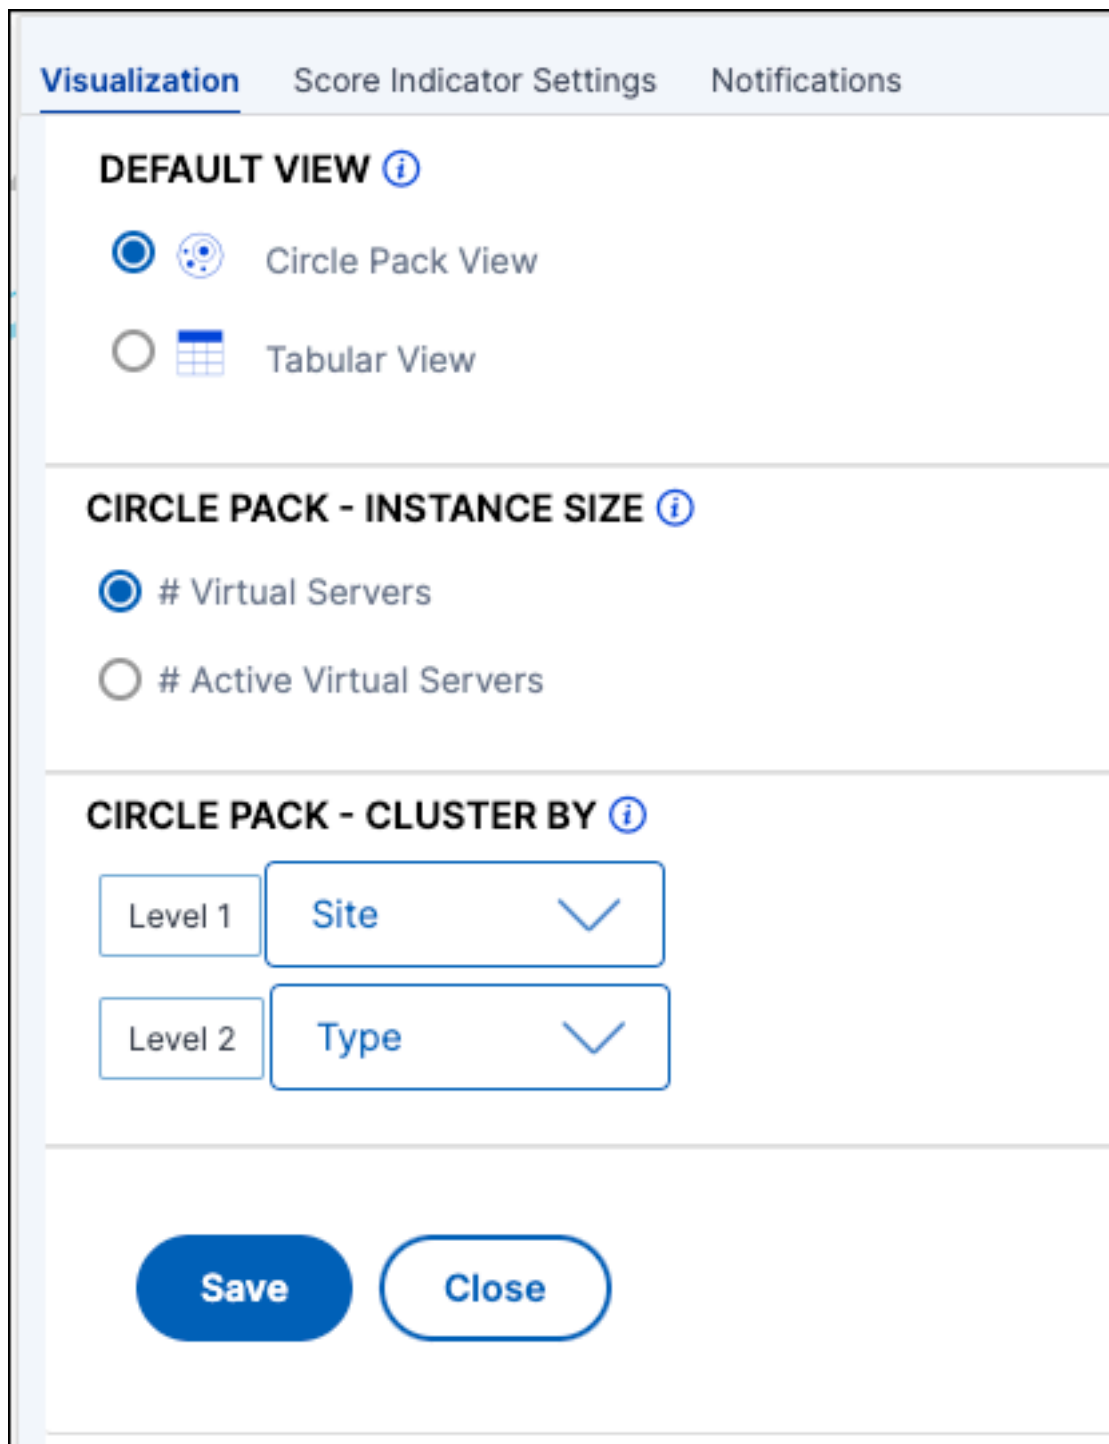 Visualization Score Indicator Settings Notifications
DEFAULT VIEW
Circle Pack View
Tabular View
CIRCLE PACK - INSTANCE SIZE
# Virtual Servers
# Active Virtual Servers
CIRCLE PACK - CLUSTER BY
Level 1 Site
Level 2 Type
Save Close